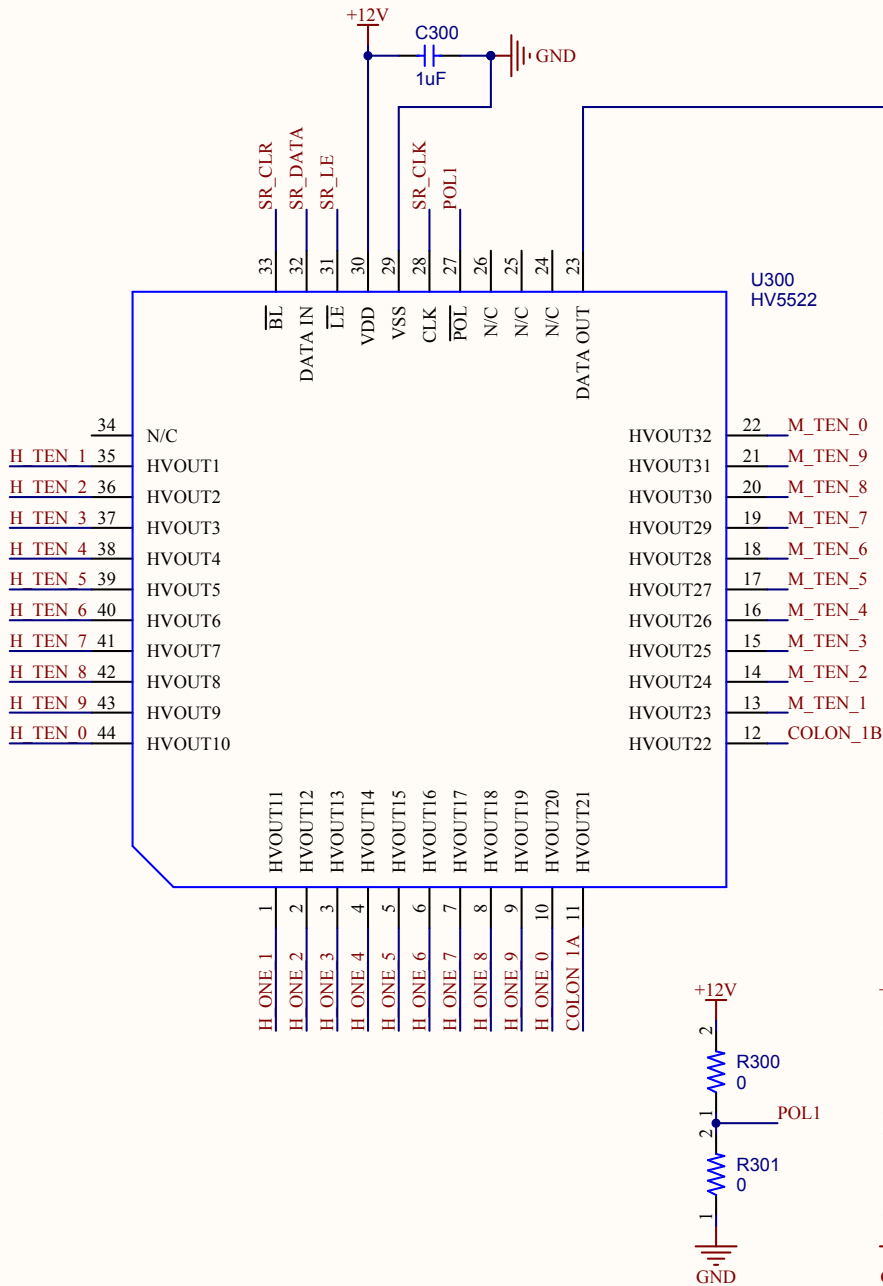 +12V
C300
1uF
GND
SR_CLR
SR_DATA
SR_LE
SR_CLK
POL1
33
32
31
30
29
28
27
26
25
24
23
BL
DATA IN
LE
VDD
VSS
CLK
POL
N/C
N/C
N/C
DATA OUT
U300
HV5522
34 N/C
H_TEN_1 35 HVOUT1
H_TEN_2 36 HVOUT2
H_TEN_3 37 HVOUT3
H_TEN_4 38 HVOUT4
H_TEN_5 39 HVOUT5
H_TEN_6 40 HVOUT6
H_TEN_7 41 HVOUT7
H_TEN_8 42 HVOUT8
H_TEN_9 43 HVOUT9
H_TEN_0 44 HVOUT10
HVOUT32 22 M_TEN_0
HVOUT31 21 M_TEN_9
HVOUT30 20 M_TEN_8
HVOUT29 19 M_TEN_7
HVOUT28 18 M_TEN_6
HVOUT27 17 M_TEN_5
HVOUT26 16 M_TEN_4
HVOUT25 15 M_TEN_3
HVOUT24 14 M_TEN_2
HVOUT23 13 M_TEN_1
HVOUT22 12 COLON_1B
HVOUT11
HVOUT12
HVOUT13
HVOUT14
HVOUT15
HVOUT16
HVOUT17
HVOUT18
HVOUT19
HVOUT20
HVOUT21
1
2
3
4
5
6
7
8
9
10
11
H_ONE_1
H_ONE_2
H_ONE_3
H_ONE_4
H_ONE_5
H_ONE_6
H_ONE_7
H_ONE_8
H_ONE_9
H_ONE_0
COLON_1A
+12V
2
R300
0
1
POL1
2
R301
0
1
GND